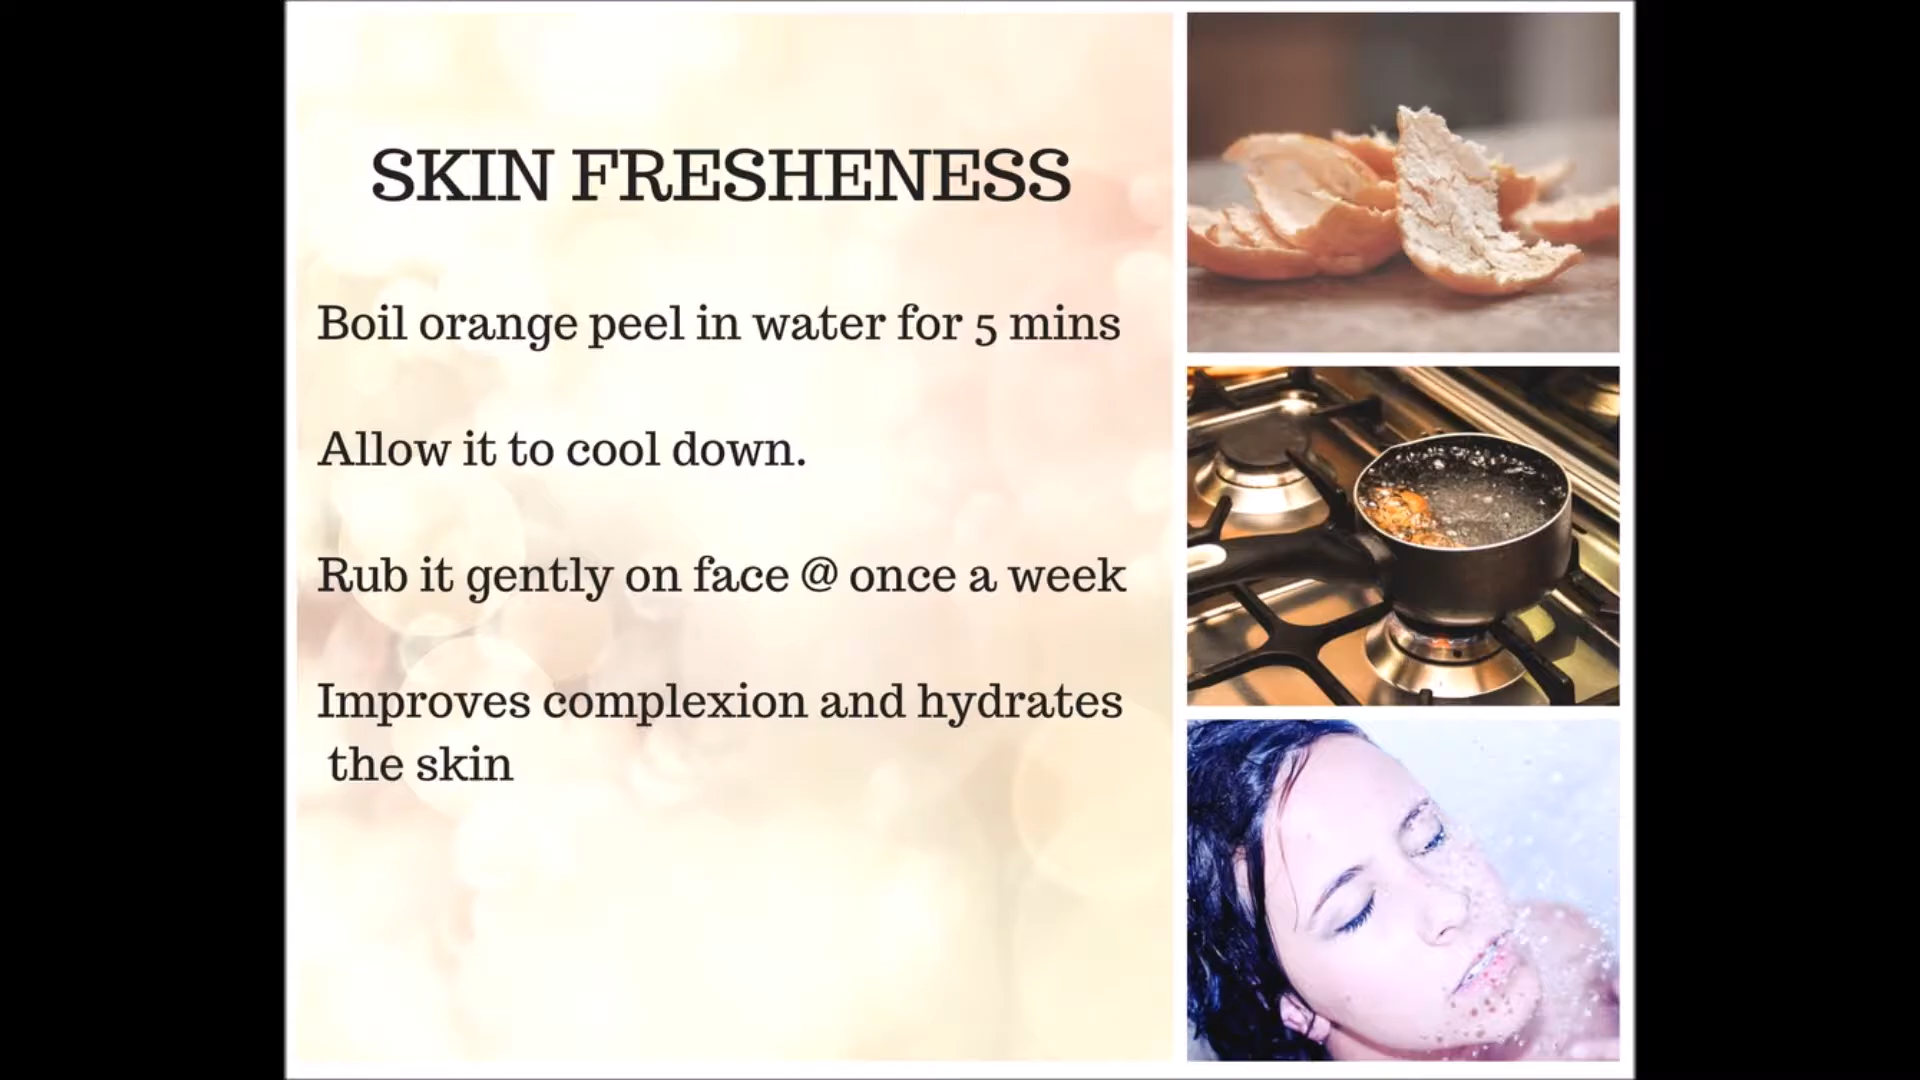 SKIN FRESHENESS
Boil orange peel in water for 5 mins
Allow it to cool down.
Rub it gently on face @ once a week
Improves complexion and hydrates
the skin